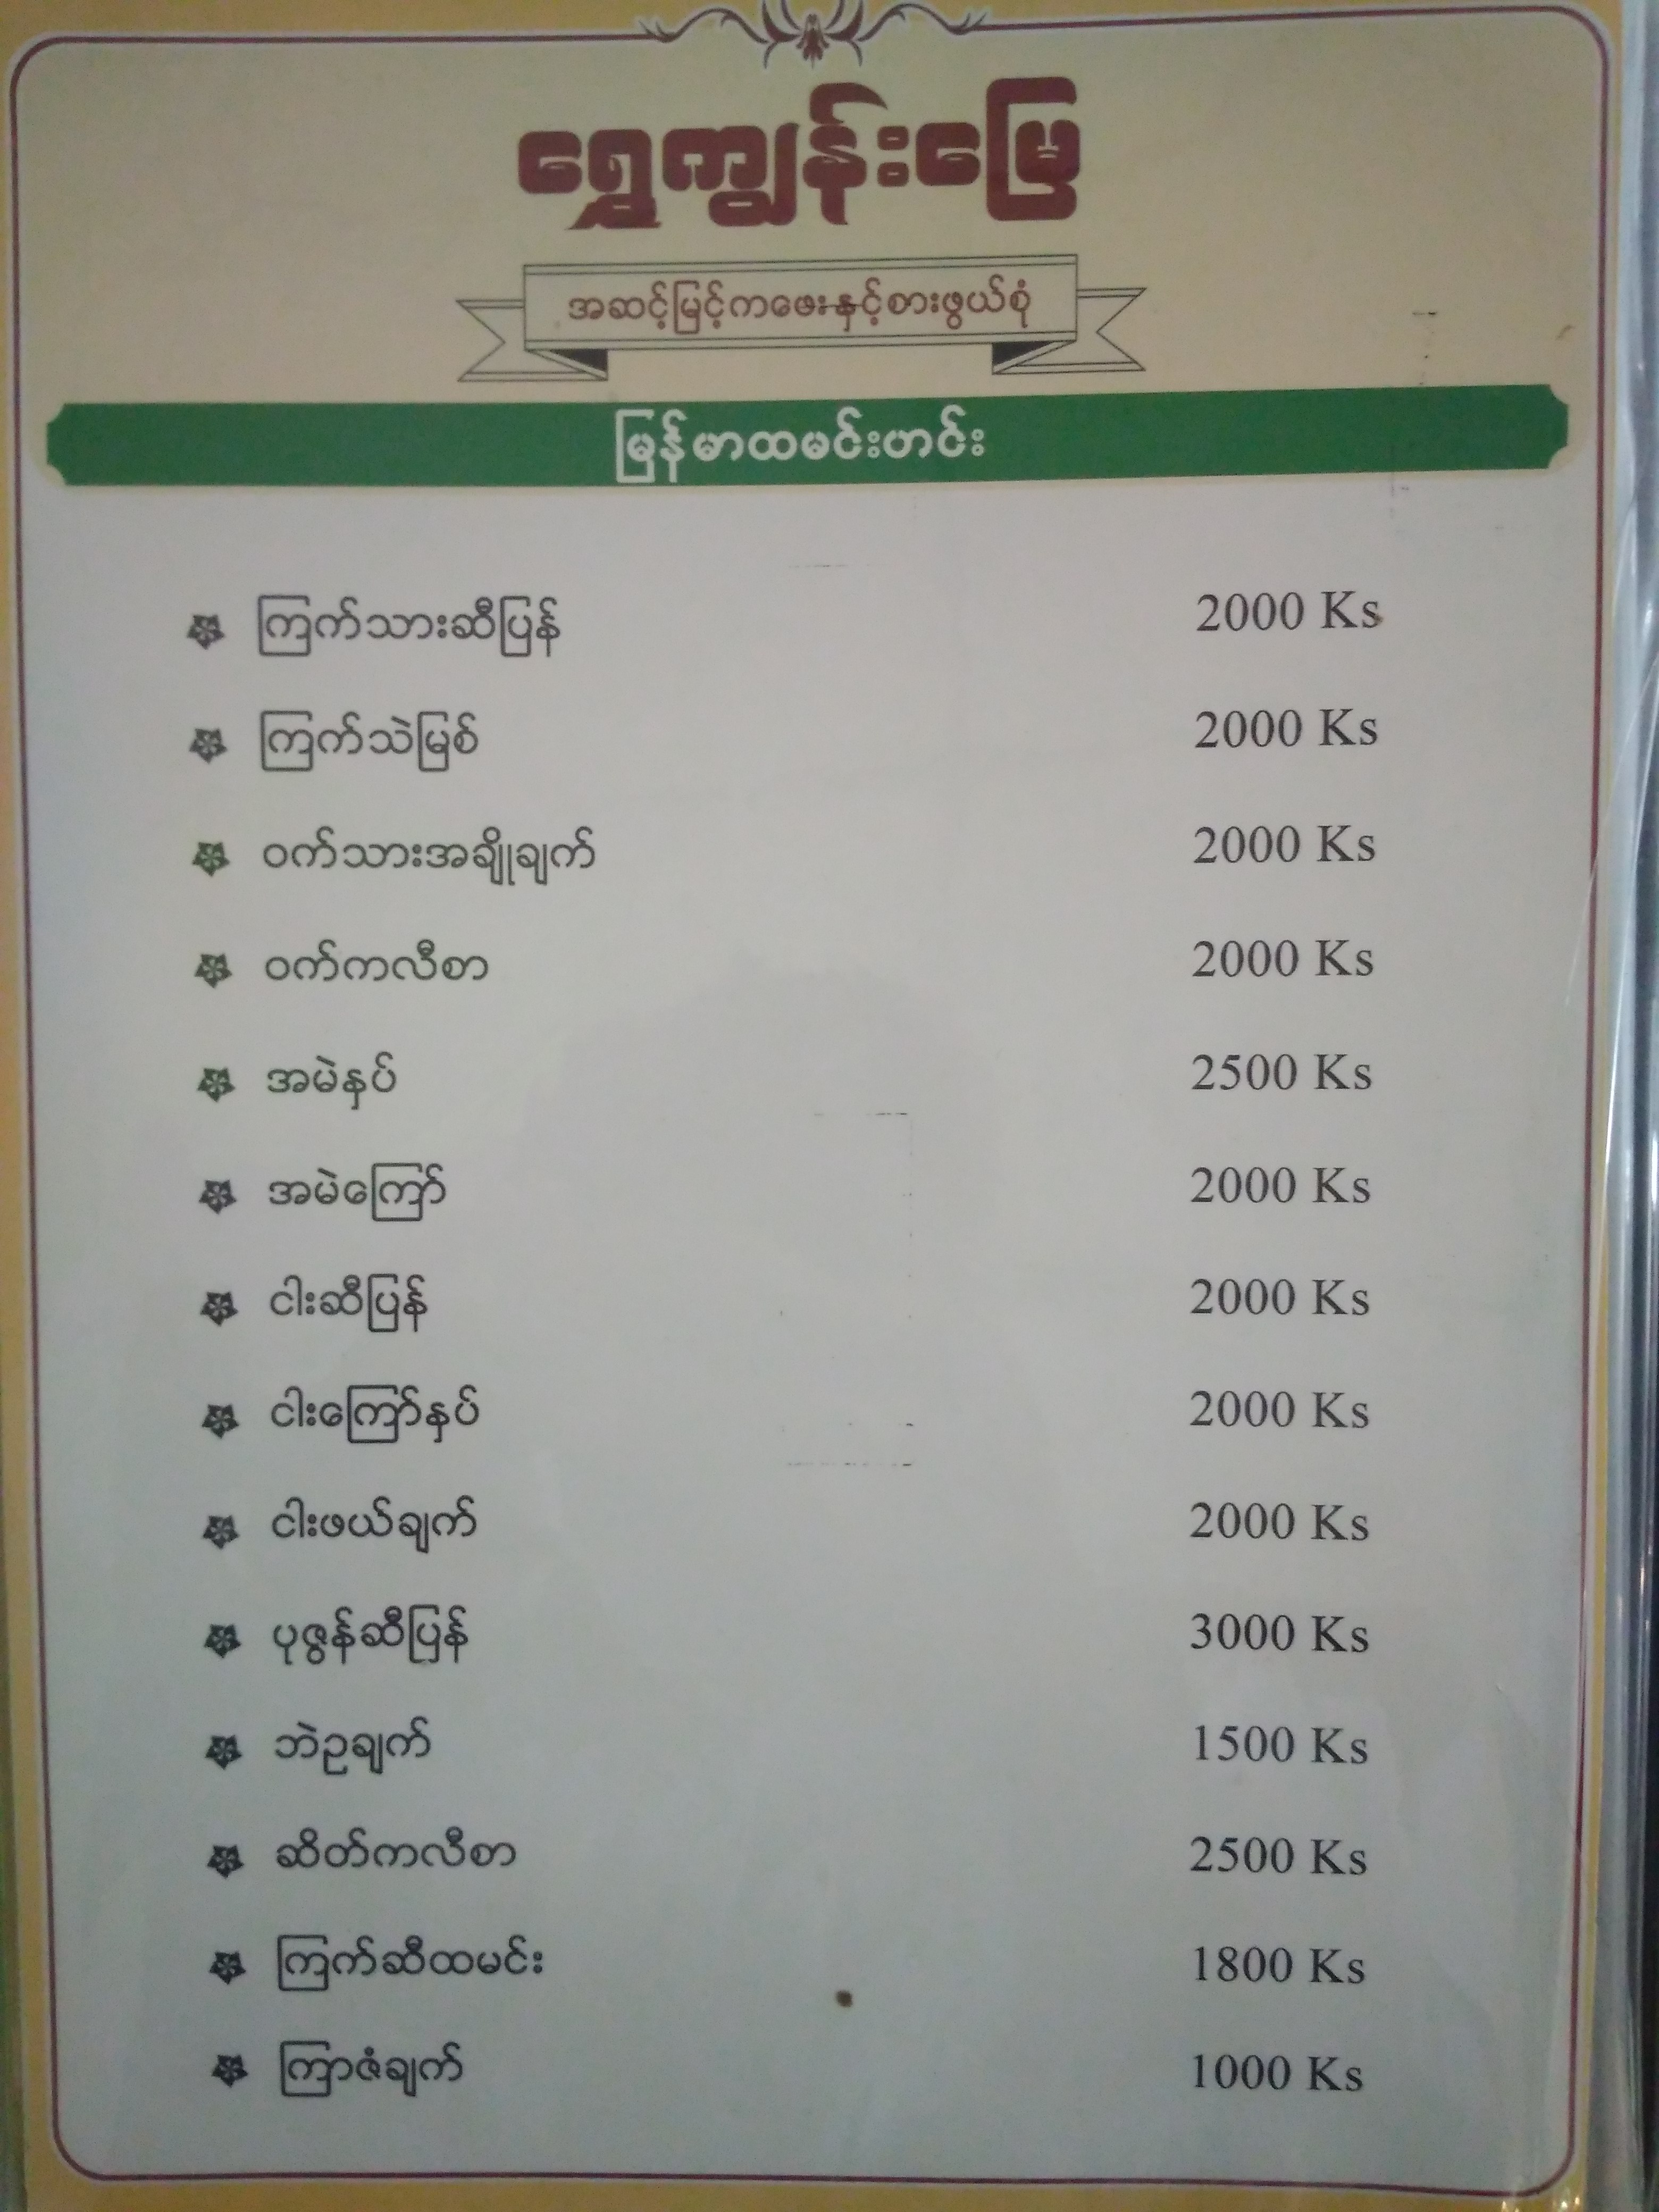 ရွှေကျွန်းမြေ
အဆင့်မြင့်ကဖေးနှင့်စားဖွယ်စုံ
မြန်မာထမင်းဟင်း
ကြက်သားဆီပြန် 2000 Ks
ကြက်သဲမြစ် 2000 Ks
ဝက်သားအချိုချက် 2000 Ks
ဝက်ကလီစာ 2000 Ks
အမဲနှပ် 2500 Ks
အမဲကြော် 2000 Ks
ငါးဆီပြန် 2000 Ks
ငါးကြော်နှပ် 2000 Ks
ငါးဖယ်ချက် 2000 Ks
ပုဇွန်ဆီပြန် 3000 Ks
ဘဲဥချက် 1500 Ks
ဆိတ်ကလီစာ 2500 Ks
ကြက်ဆီထမင်း 1800 Ks
ကြာဇံချက် 1000 Ks